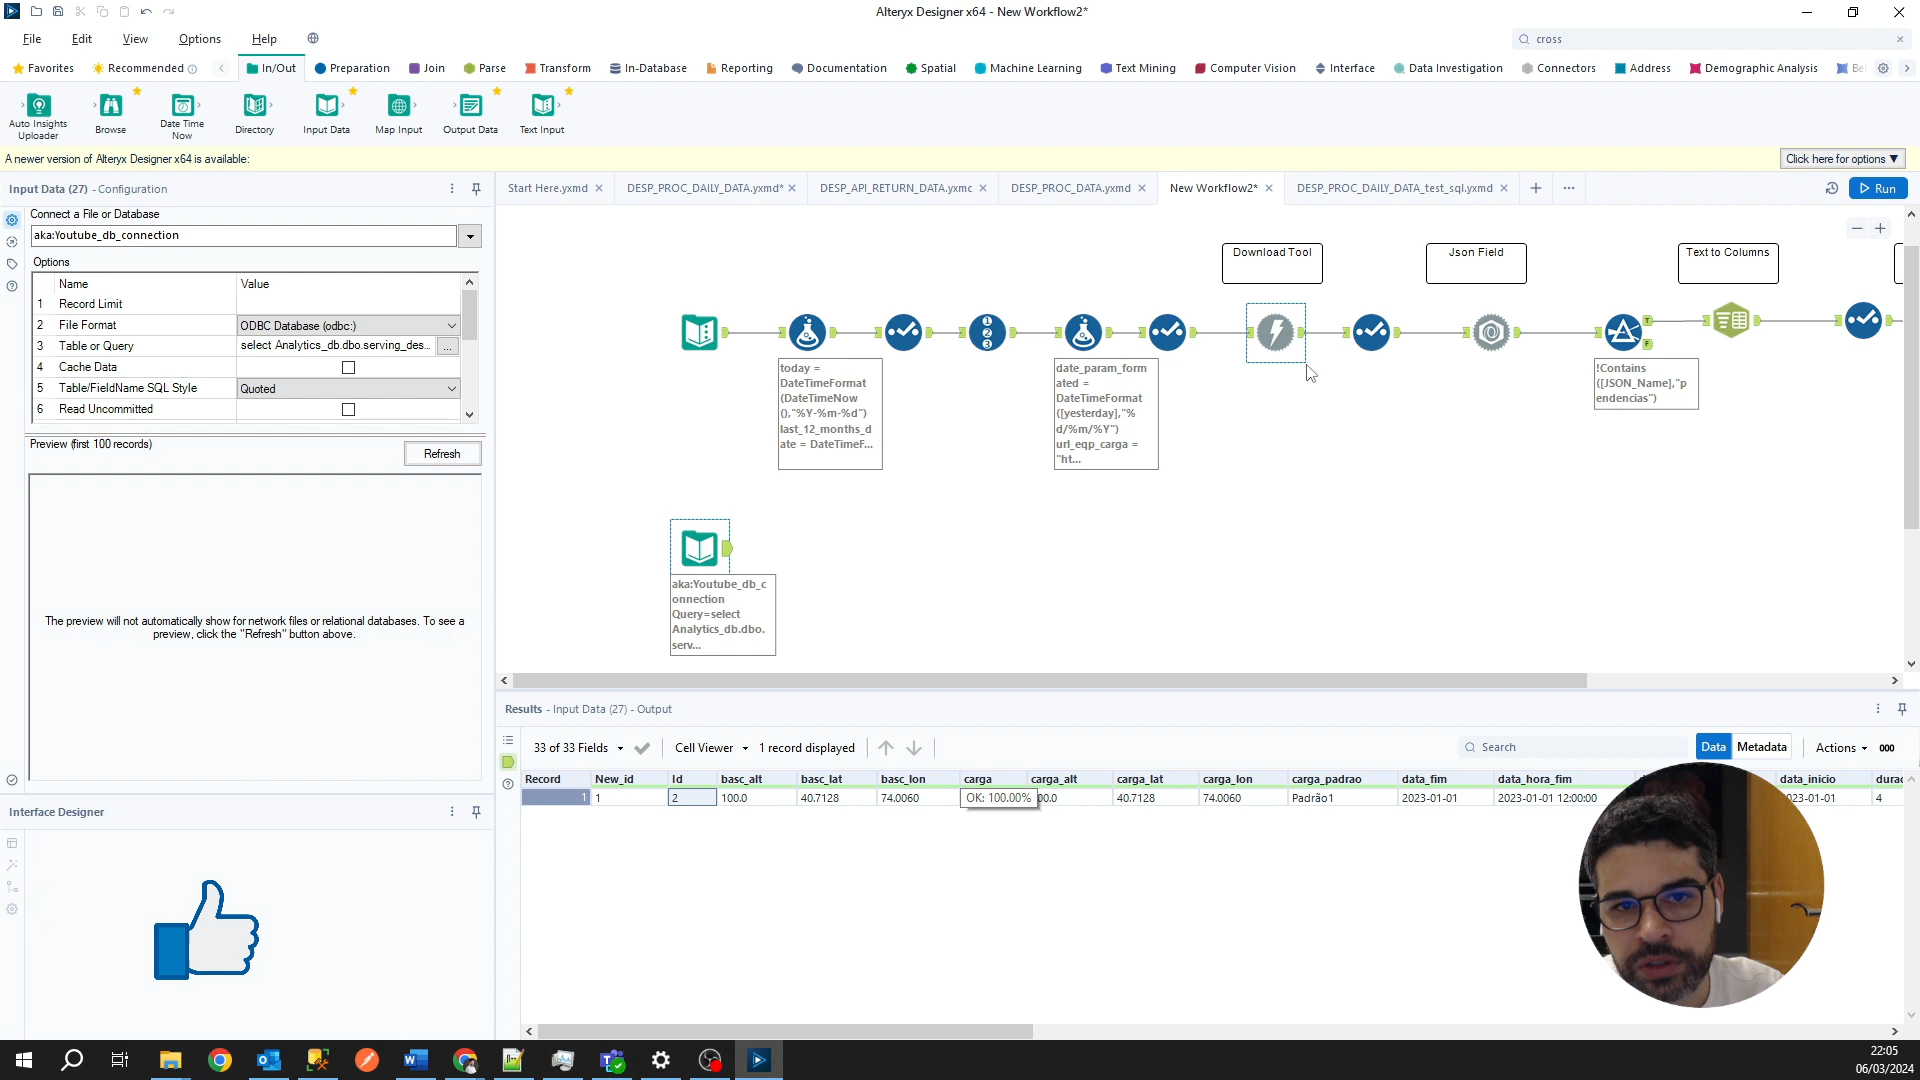 Alteryx Designer x64 - New Workflow2*
File Edit View Options Help
cross
Favorites Recommended In/Out Preparation Join Parse Transform In-Database Reporting Documentation Spatial Machine Learning Text Mining Computer Vision Interface Data Investigation Connectors Address Demographic Analysis Be
Auto Insights
Uploader
Browse
Date Time
Now
Directory
Input Data
Map Input
Output Data
Text Input
A newer version of Alteryx Designer x64 is available:
Click here for options ▼
Input Data (27) - Configuration
Start Here.yxmd DESP_PROC_DAILY_DATA.yxmd* DESP_API_RETURN_DATA.yxmc DESP_PROC_DATA.yxmd New Workflow2* DESP_PROC_DAILY_DATA_test_sql.yxmd
Run
Connect a File or Database
aka:Youtube_db_connection
Options
Name Value
1 Record Limit
2 File Format ODBC Database (odbc:)
3 Table or Query select Analytics_db.dbo.serving_des... ...
4 Cache Data
5 Table/FieldName SQL Style Quoted
6 Read Uncommitted
Preview (first 100 records)
Refresh
The preview will not automatically show for network files or relational databases. To see a
preview, click the "Refresh" button above.
Download Tool
Json Field
Text to Columns
1
2
3
T
F
today =
DateTimeFormat
(DateTimeNow
(),"%Y-%m-%d")
last_12_months_d
ate = DateTimeF...
date_param_form
ated =
DateTimeFormat
([yesterday],"%
d/%m/%Y")
url_eqp_carga =
"ht...
!Contains
([JSON_Name],"p
endencias")
aka:Youtube_db_c
onnection
Query=select
Analytics_db.dbo.
serv...
Results - Input Data (27) - Output
33 of 33 Fields Cell Viewer 1 record displayed
Search
Data Metadata Actions 000
Record New_id Id basc_alt basc_lat basc_lon carga carga_alt carga_lat carga_lon carga_padrao data_fim data_hora_fim data_inicio durac
1 1 2 100.0 40.7128 74.0060 OK: 100.00% 00.0 40.7128 74.0060 Padrão1 2023-01-01 2023-01-01 12:00:00 023-01-01 4
Interface Designer
22:05
06/03/2024